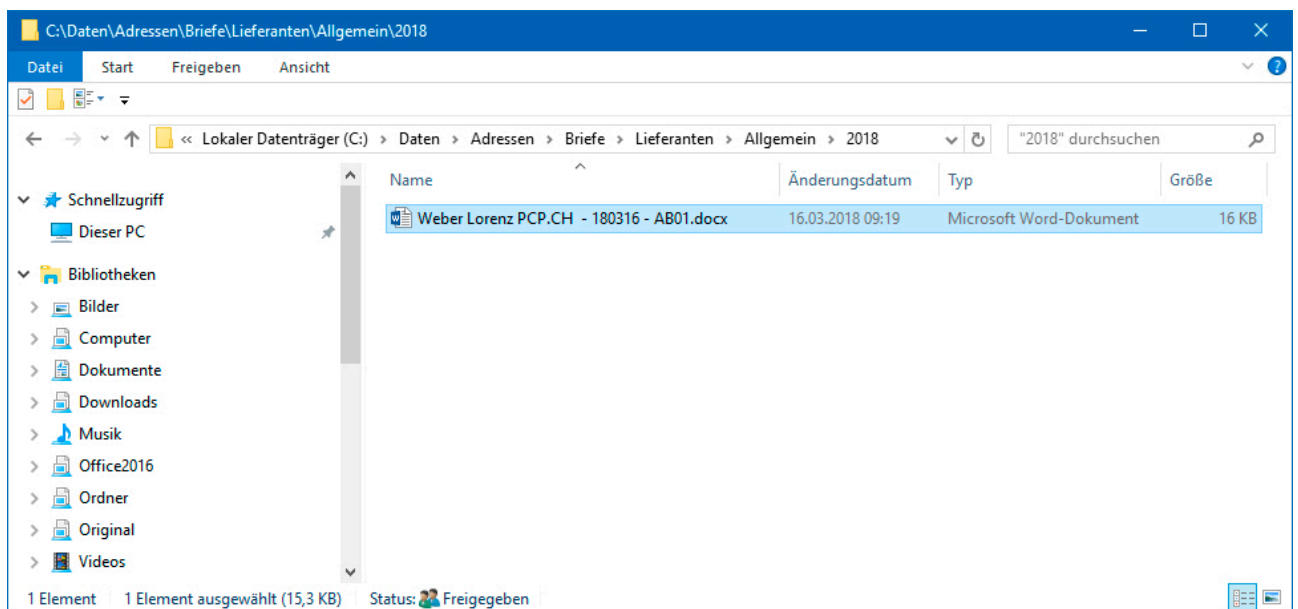 C:\Daten\Adressen\Briefe\Lieferanten\Allgemein\2018
Datei Start Freigeben Ansicht
« Lokaler Datenträger (C:) > Daten > Adressen > Briefe > Lieferanten > Allgemein > 2018 "2018" durchsuchen
Name Änderungsdatum Typ Größe
Weber Lorenz PCP.CH  - 180316 - AB01.docx 16.03.2018 09:19 Microsoft Word-Dokument 16 KB
Schnellzugriff
Dieser PC
Bibliotheken
Bilder
Computer
Dokumente
Downloads
Musik
Office2016
Ordner
Original
Videos
1 Element 1 Element ausgewählt (15,3 KB) Status: Freigegeben